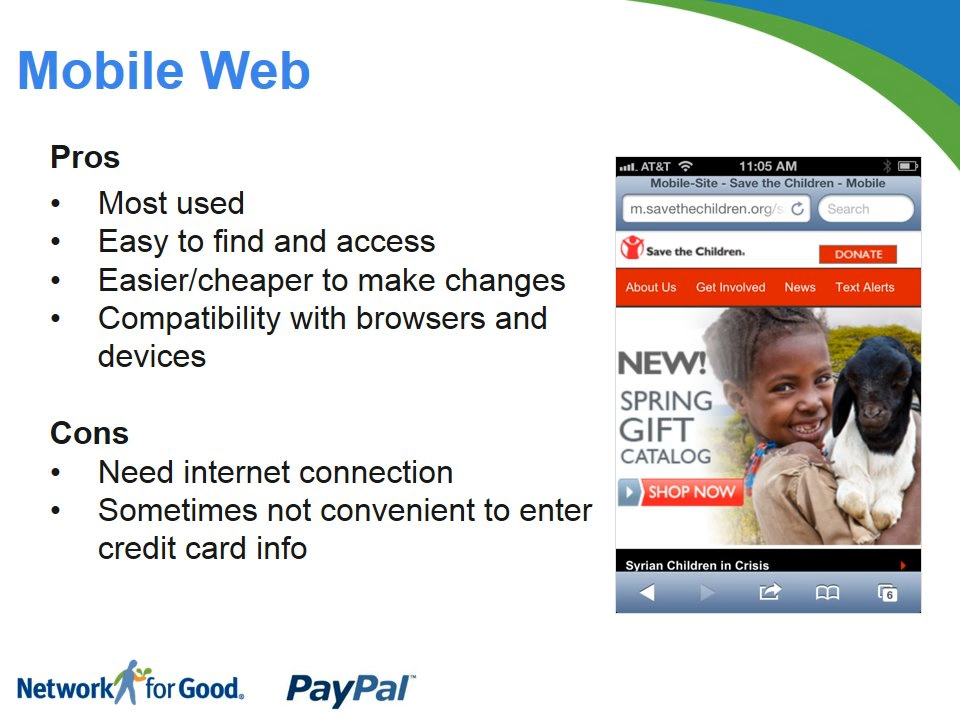 Mobile Web
Pros
• Most used
• Easy to find and access
• Easier/cheaper to make changes
• Compatibility with browsers and
devices
Cons
• Need internet connection
• Sometimes not convenient to enter
credit card info
AT&T 11:05 AM
Mobile-Site - Save the Children - Mobile
m.savethechildren.org/s Search
Save the Children. DONATE
About Us Get Involved News Text Alerts
NEW!
SPRING
GIFT
CATALOG
SHOP NOW
Syrian Children in Crisis
6
Network for Good® PayPal™